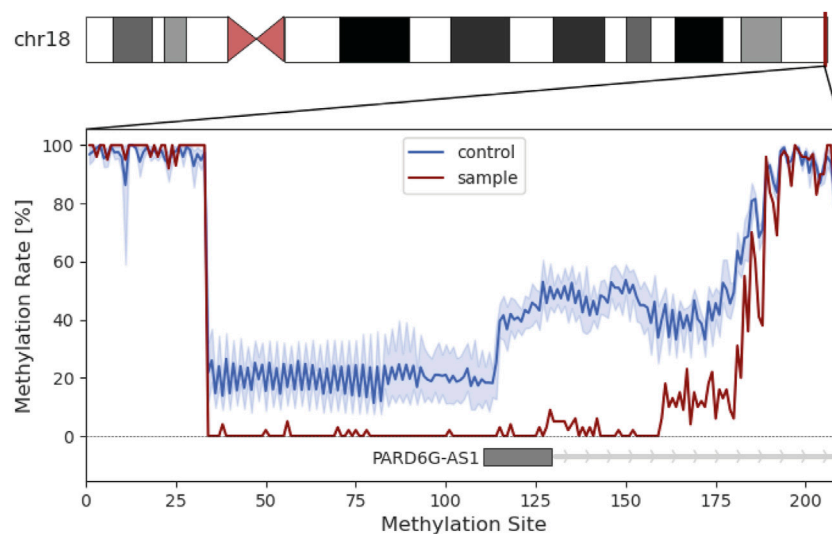 chr18
control
sample
Methylation Rate [%]
100
80
60
40
20
0
PARD6G-AS1
0 25 50 75 100 125 150 175 200
Methylation Site